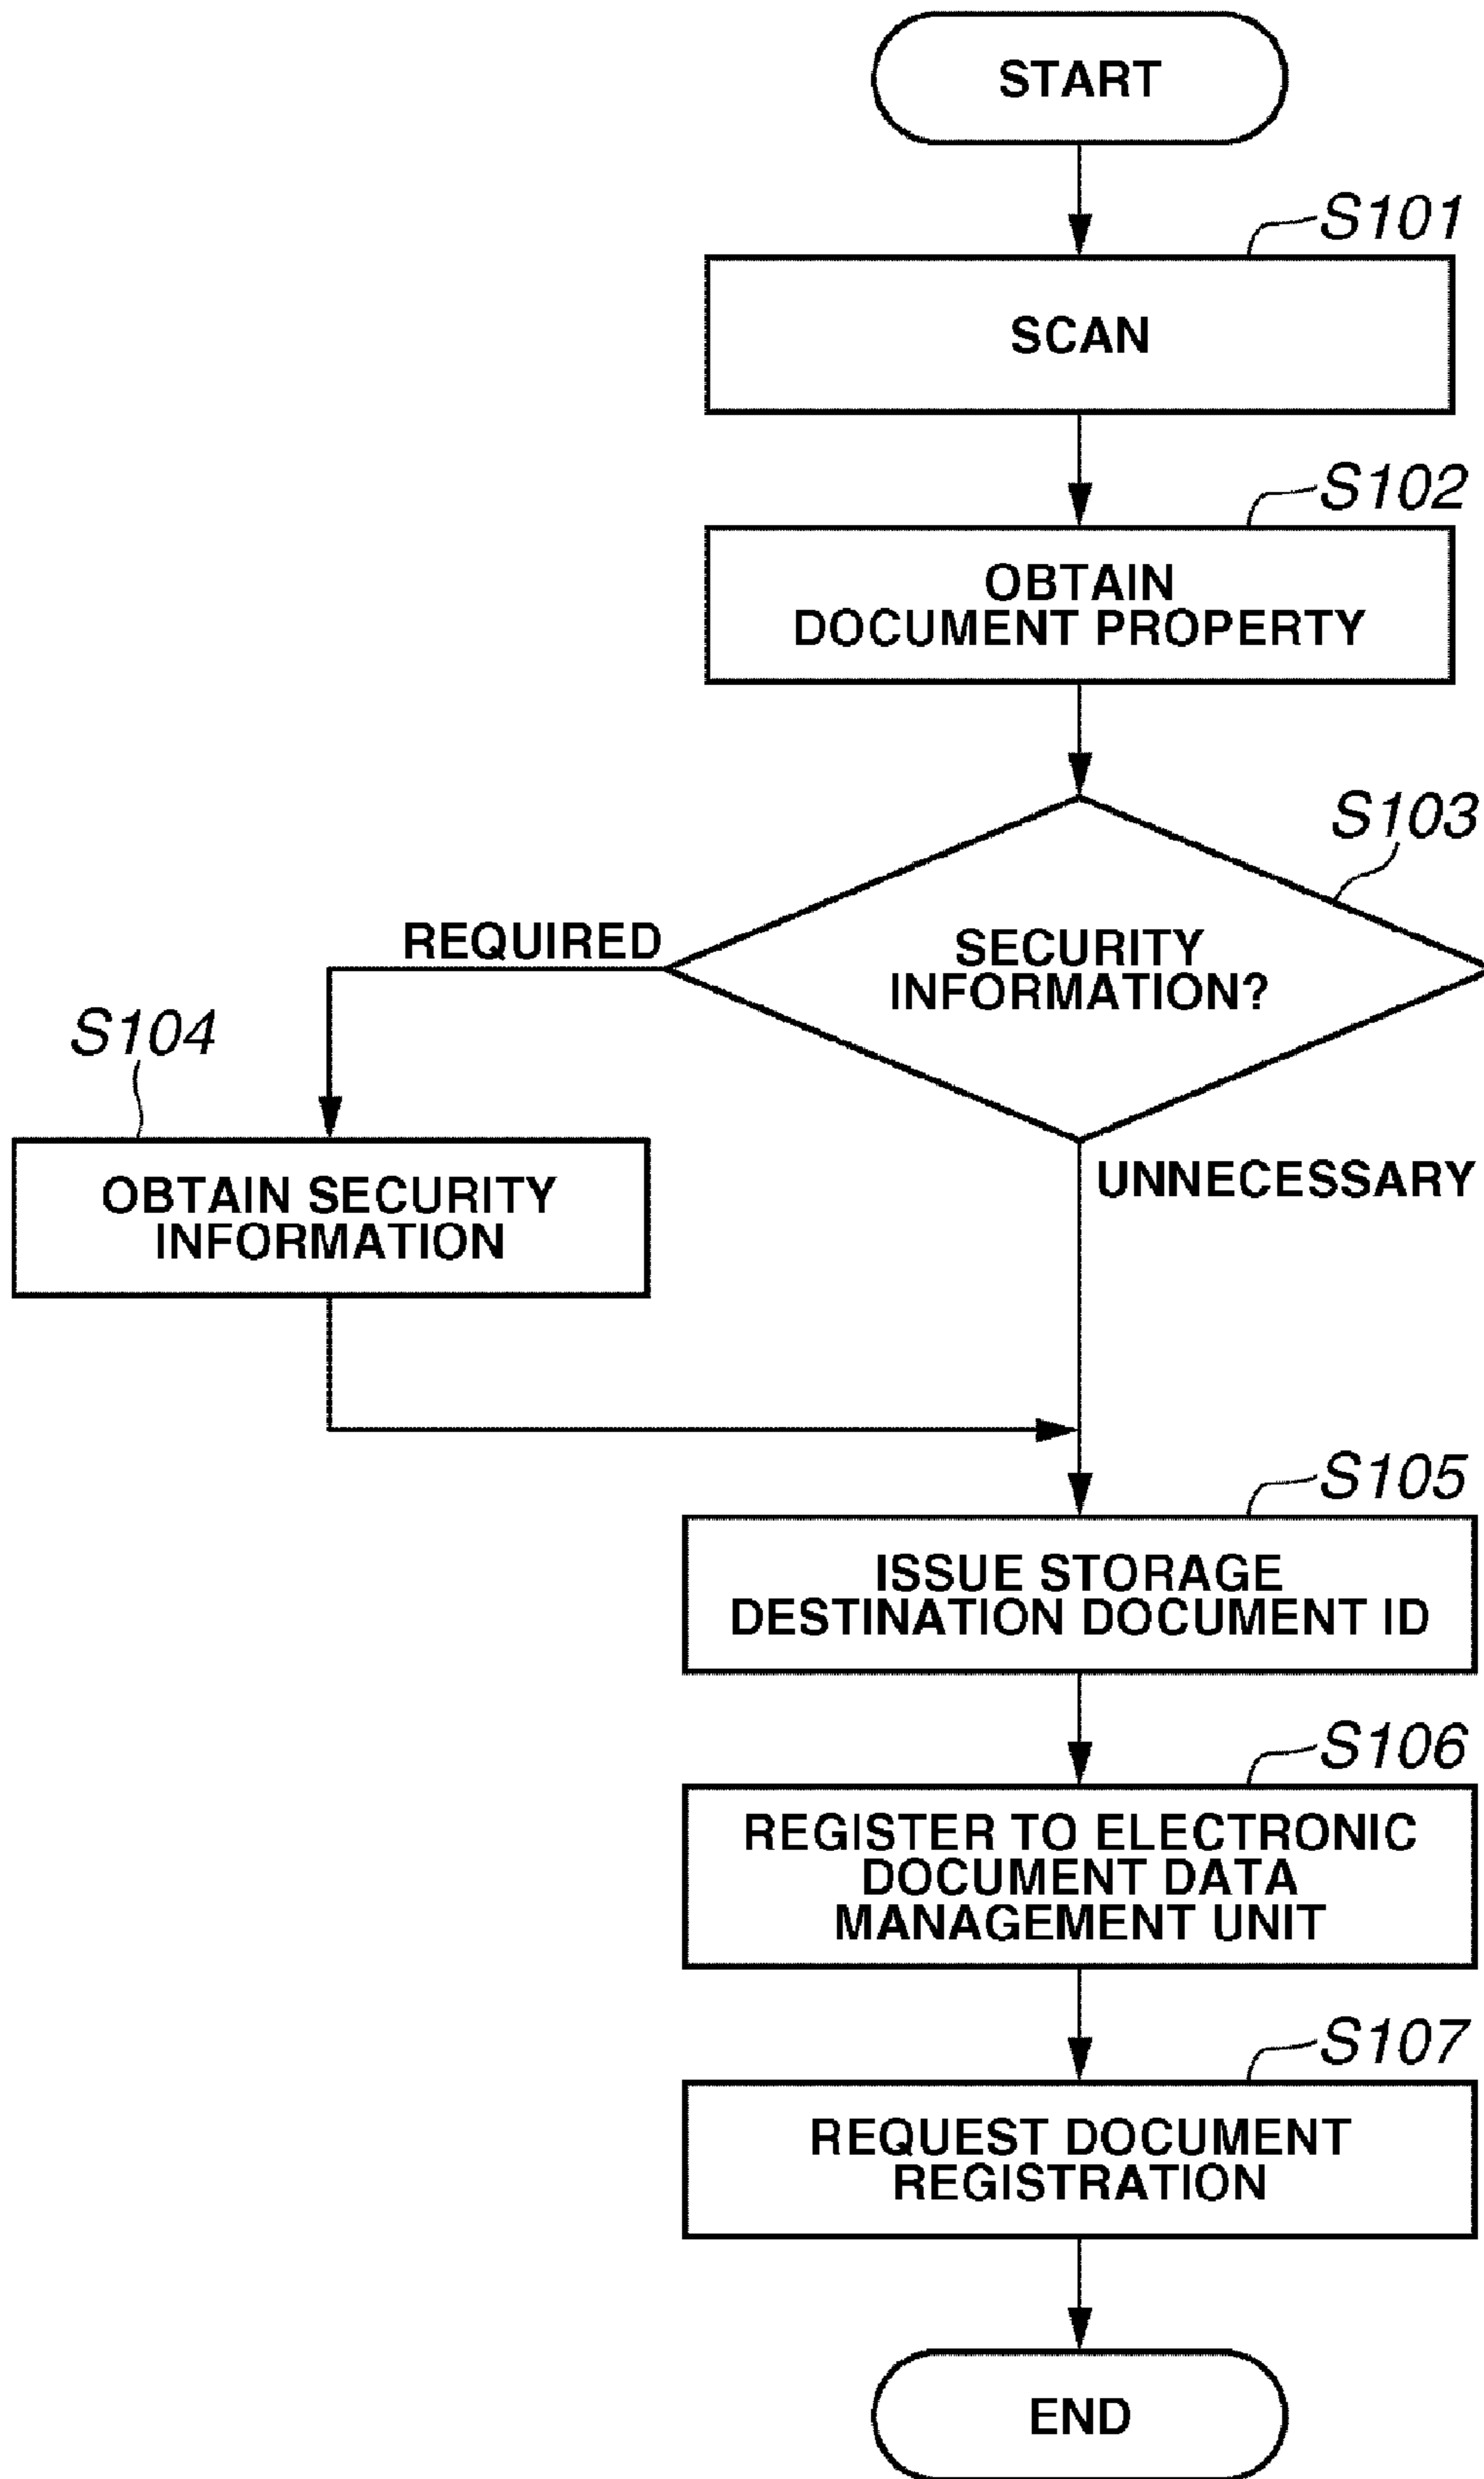 START
S101
SCAN
S102
OBTAIN
DOCUMENT PROPERTY
S103
SECURITY
INFORMATION?
REQUIRED
UNNECESSARY
S104
OBTAIN SECURITY
INFORMATION
S105
ISSUE STORAGE
DESTINATION DOCUMENT ID
S106
REGISTER TO ELECTRONIC
DOCUMENT DATA
MANAGEMENT UNIT
S107
REQUEST DOCUMENT
REGISTRATION
END